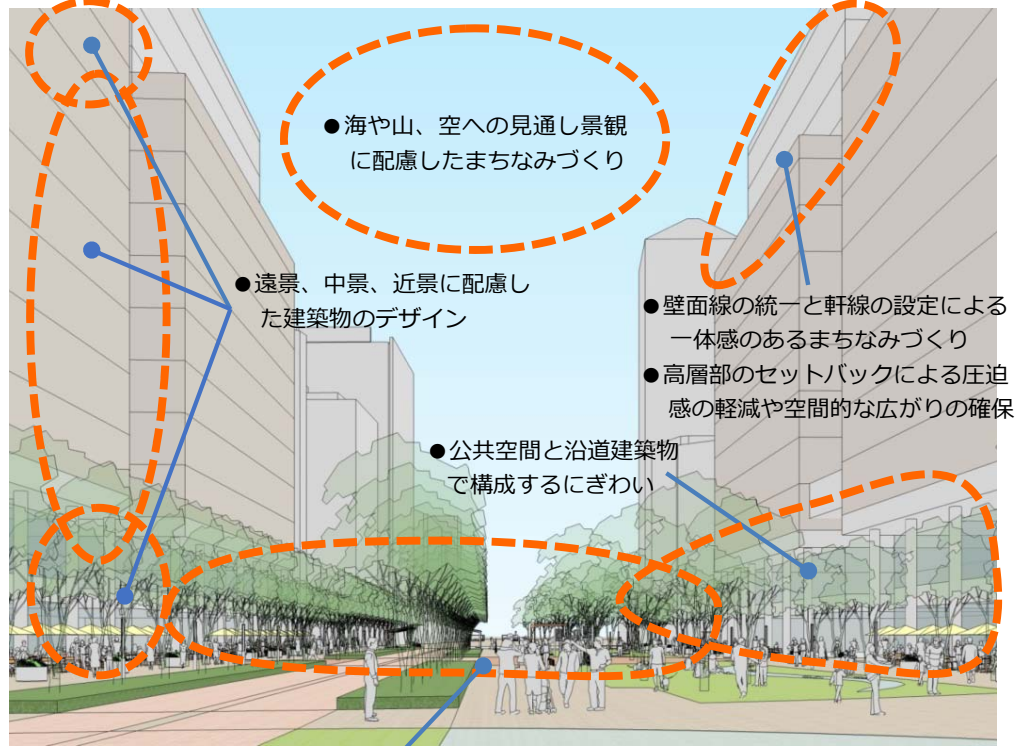 ●海や山、空への見通し景観
に配慮したまちなみづくり
●遠景、中景、近景に配慮し
た建築物のデザイン
●壁面線の統一と軒線の設定による
一体感のあるまちなみづくり
●高層部のセットバックによる圧迫
感の軽減や空間的な広がりの確保
●公共空間と沿道建築物
で構成するにぎわい